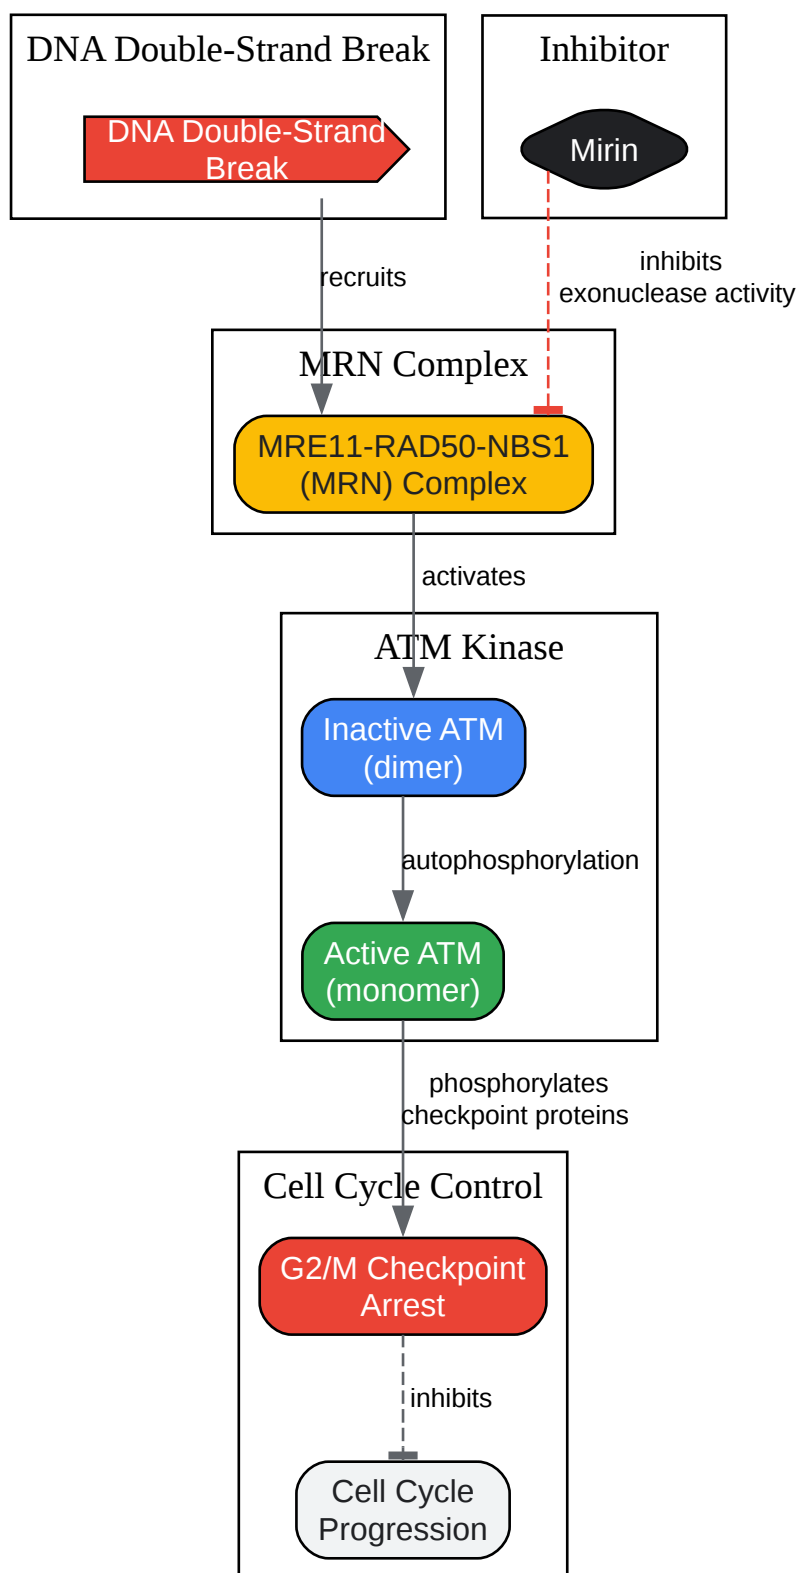 DNA Double-Strand Break
DNA Double-Strand
Break
Inhibitor
Mirin
recruits
inhibits
exonuclease activity
MRN Complex
MRE11-RAD50-NBS1
(MRN) Complex
activates
ATM Kinase
Inactive ATM
(dimer)
autophosphorylation
Active ATM
(monomer)
phosphorylates
checkpoint proteins
Cell Cycle Control
G2/M Checkpoint
Arrest
inhibits
Cell Cycle
Progression